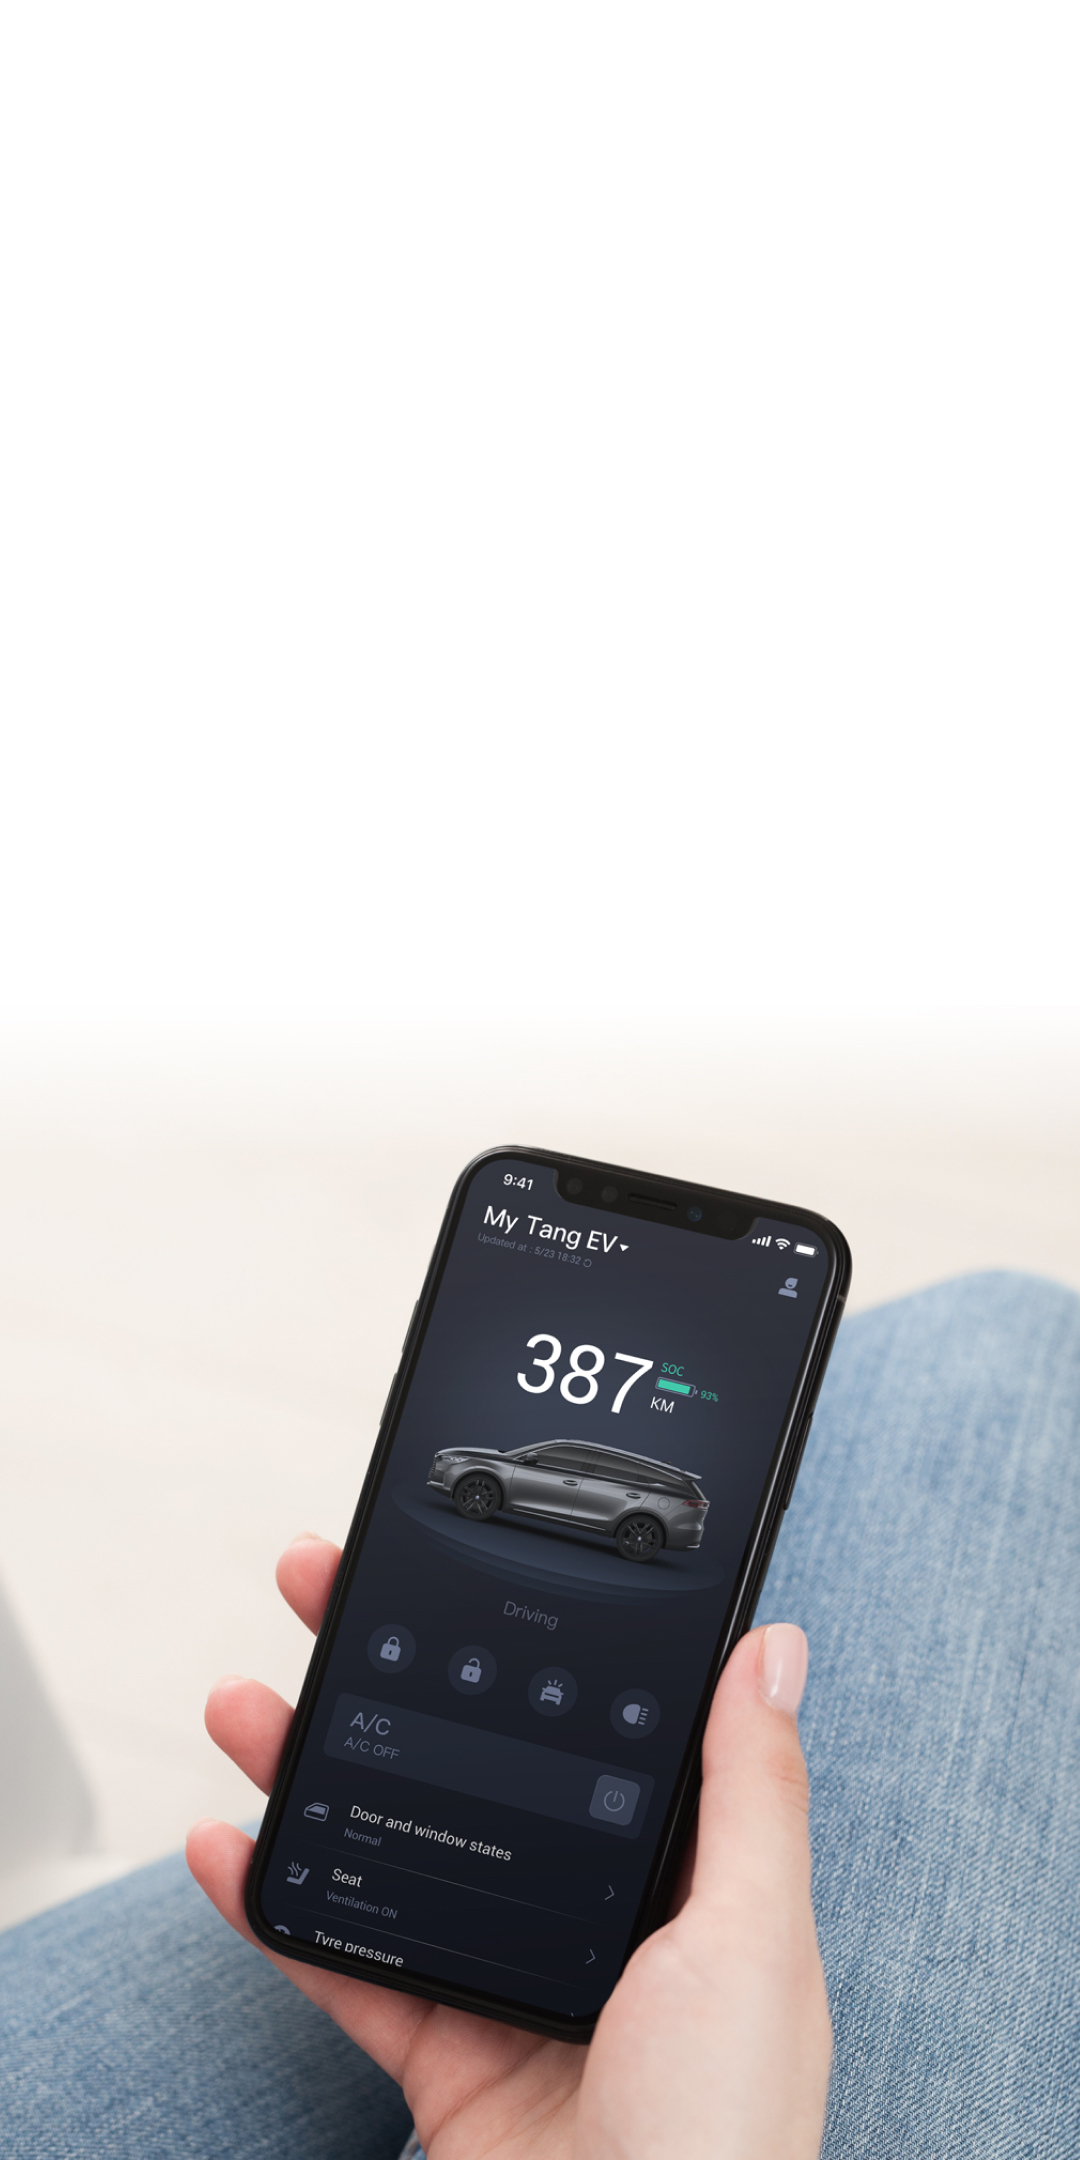 9:41
My Tang EV
Updated at : 5/23 18:32
387
SOC
93%
KM
Driving
A/C
A/C OFF
Door and window states
Normal
Seat
Ventilation ON
Tyre pressure